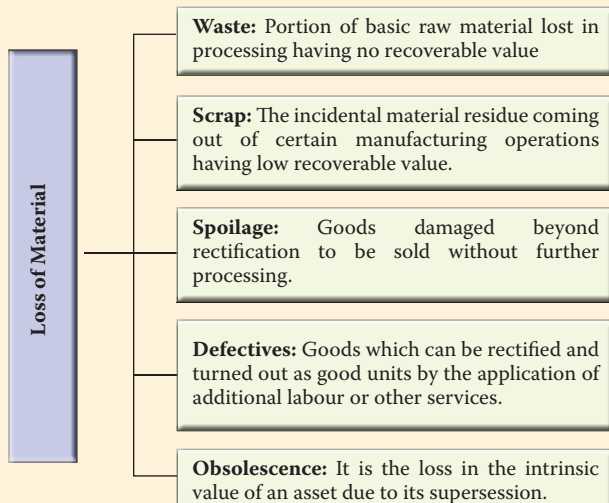 Loss of Material
Waste: Portion of basic raw material lost in
processing having no recoverable value
Scrap: The incidental material residue coming
out of certain manufacturing operations
having low recoverable value.
Spoilage: Goods damaged beyond
rectification to be sold without further
processing.
Defectives: Goods which can be rectified and
turned out as good units by the application of
additional labour or other services.
Obsolescence: It is the loss in the intrinsic
value of an asset due to its supersession.